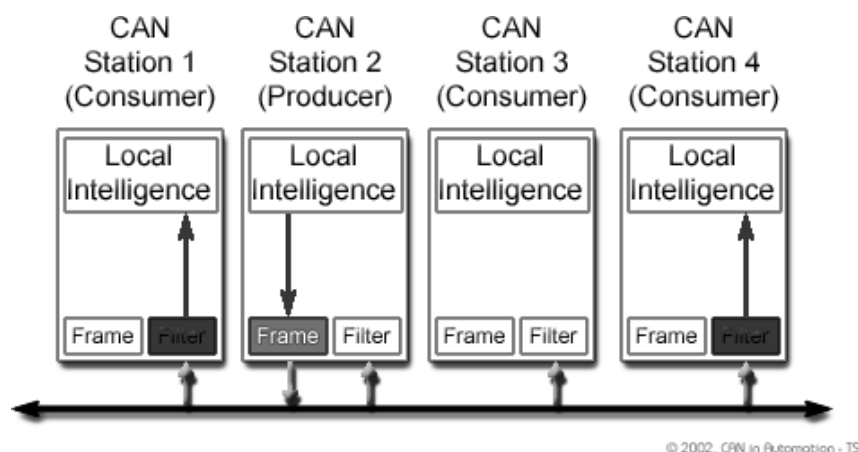 CAN
Station 1
(Consumer)
CAN
Station 2
(Producer)
CAN
Station 3
(Consumer)
CAN
Station 4
(Consumer)
Local
Intelligence
Frame
Filter
Local
Intelligence
Frame
Filter
Local
Intelligence
Frame
Filter
Local
Intelligence
Frame
Filter
© 2002, CAN in Automation - TS